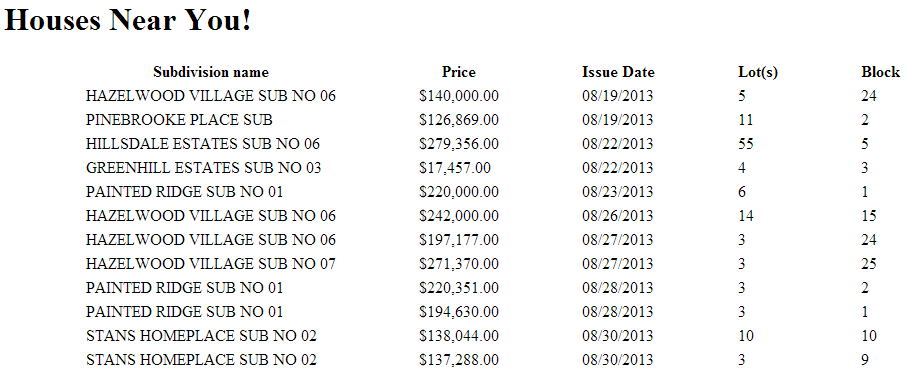 Houses Near You!
Subdivision name Price Issue Date Lot(s) Block
HAZELWOOD VILLAGE SUB NO 06 $140,000.00 08/19/2013 5 24
PINEBROOKE PLACE SUB $126,869.00 08/19/2013 11 2
HILLSDALE ESTATES SUB NO 06 $279,356.00 08/22/2013 55 5
GREENHILL ESTATES SUB NO 03 $17,457.00 08/22/2013 4 3
PAINTED RIDGE SUB NO 01 $220,000.00 08/23/2013 6 1
HAZELWOOD VILLAGE SUB NO 06 $242,000.00 08/26/2013 14 15
HAZELWOOD VILLAGE SUB NO 06 $197,177.00 08/27/2013 3 24
HAZELWOOD VILLAGE SUB NO 07 $271,370.00 08/27/2013 3 25
PAINTED RIDGE SUB NO 01 $220,351.00 08/28/2013 3 2
PAINTED RIDGE SUB NO 01 $194,630.00 08/28/2013 3 1
STANS HOMEPLACE SUB NO 02 $138,044.00 08/30/2013 10 10
STANS HOMEPLACE SUB NO 02 $137,288.00 08/30/2013 3 9